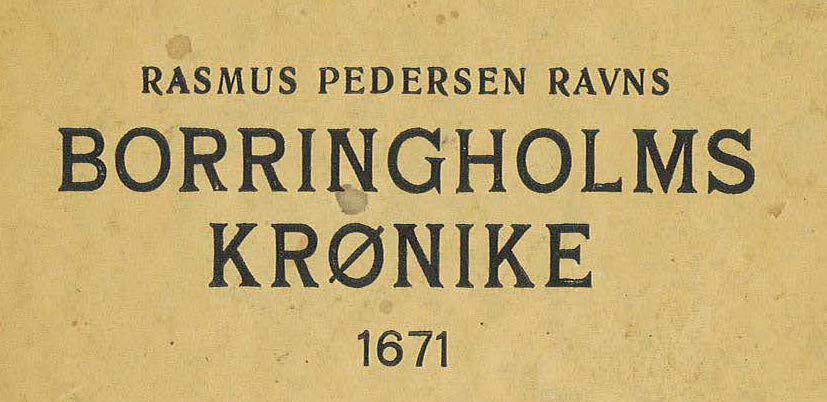 RASMUS PEDERSEN RAVNS
BORRINGHOLMS
KRØNIKE
1671